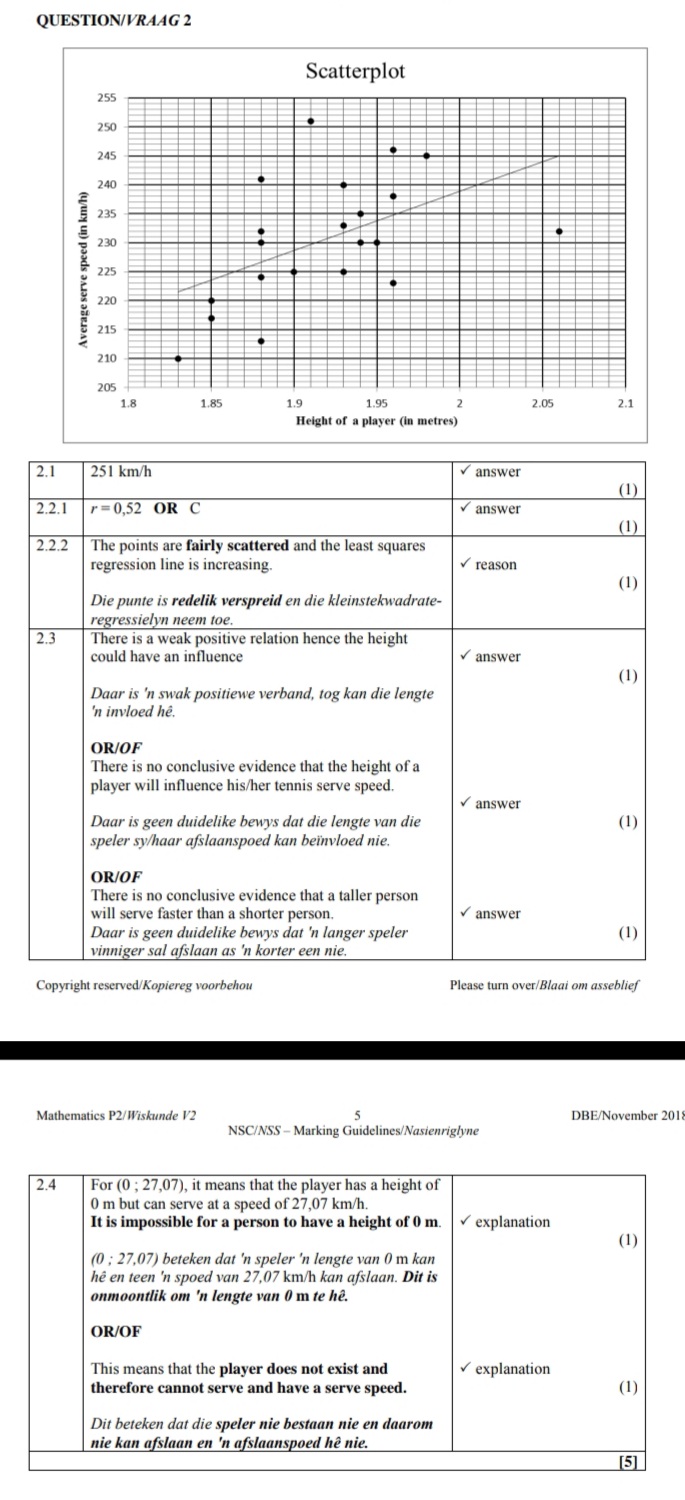 QUESTION/VRAAG 2
Scatterplot
255
250
245
240
235
230
225
220
215
210
205
Average serve speed (in km/h)
1.8 1.85 1.9 1.95 2 2.05 2.1
Height of a player (in metres)
2.1 251 km/h ✓ answer
(1)
2.2.1 r = 0,52 OR C ✓ answer
(1)
2.2.2 The points are fairly scattered and the least squares
regression line is increasing. ✓ reason
(1)
Die punte is redelik verspreid en die kleinstekwadrate-
regressielyn neem toe.
2.3 There is a weak positive relation hence the height
could have an influence ✓ answer
(1)
Daar is 'n swak positiewe verband, tog kan die lengte
'n invloed hê.
OR/OF
There is no conclusive evidence that the height of a
player will influence his/her tennis serve speed.
✓ answer
Daar is geen duidelike bewys dat die lengte van die (1)
speler sy/haar afslaanspoed kan beïnvloed nie.
OR/OF
There is no conclusive evidence that a taller person
will serve faster than a shorter person. ✓ answer
Daar is geen duidelike bewys dat 'n langer speler (1)
vinniger sal afslaan as 'n korter een nie.
Copyright reserved/Kopiereg voorbehou Please turn over/Blaai om asseblief
Mathematics P2/Wiskunde V2 5 DBE/November 2018
NSC/NSS – Marking Guidelines/Nasienriglyne
2.4 For (0 ; 27,07), it means that the player has a height of
0 m but can serve at a speed of 27,07 km/h.
It is impossible for a person to have a height of 0 m. ✓ explanation
(1)
(0 ; 27,07) beteken dat 'n speler 'n lengte van 0 m kan
hê en teen 'n spoed van 27,07 km/h kan afslaan. Dit is
onmoontlik om 'n lengte van 0 m te hê.
OR/OF
This means that the player does not exist and ✓ explanation
therefore cannot serve and have a serve speed. (1)
Dit beteken dat die speler nie bestaan nie en daarom
nie kan afslaan en 'n afslaanspoed hê nie.
[5]